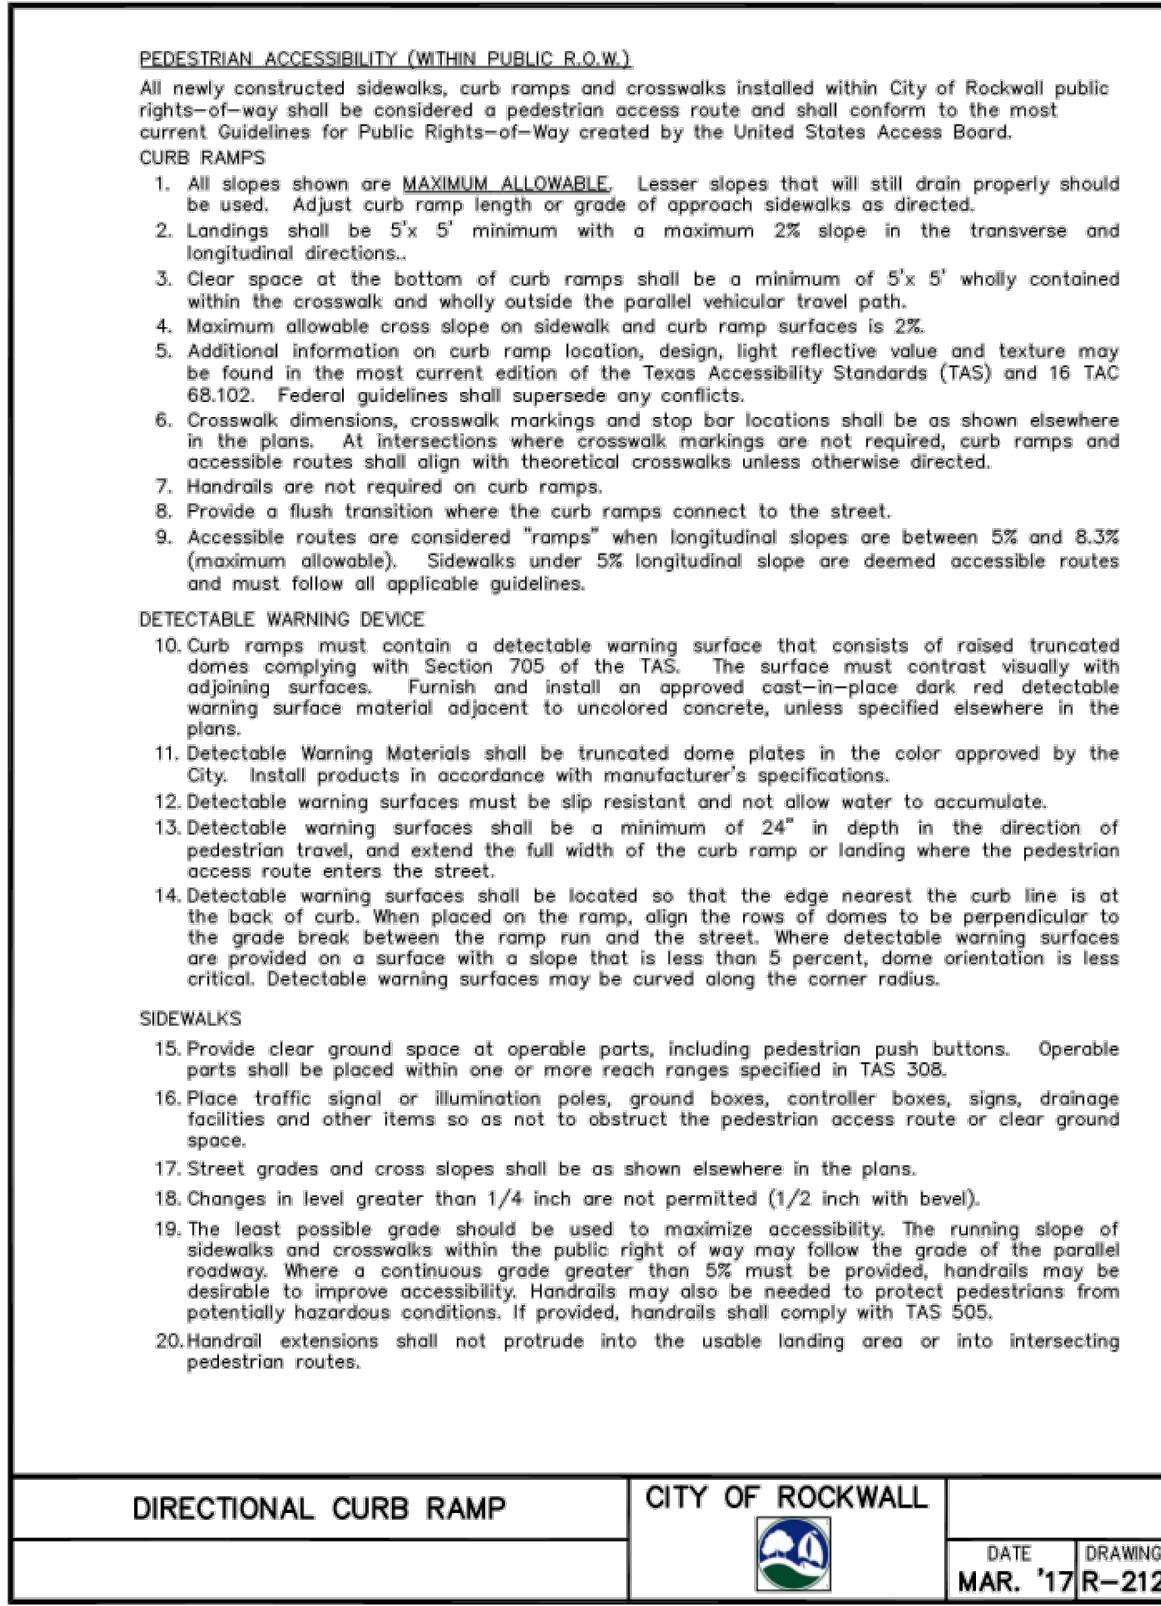 PEDESTRIAN ACCESSIBILITY (WITHIN PUBLIC R.O.W.)
All newly constructed sidewalks, curb ramps and crosswalks installed within City of Rockwall public
rights-of-way shall be considered a pedestrian access route and shall conform to the most
current Guidelines for Public Rights-of-Way created by the United States Access Board.
CURB RAMPS
1. All slopes shown are MAXIMUM ALLOWABLE. Lesser slopes that will still drain properly should
be used. Adjust curb ramp length or grade of approach sidewalks as directed.
2. Landings shall be 5'x 5' minimum with a maximum 2% slope in the transverse and
longitudinal directions..
3. Clear space at the bottom of curb ramps shall be a minimum of 5'x 5' wholly contained
within the crosswalk and wholly outside the parallel vehicular travel path.
4. Maximum allowable cross slope on sidewalk and curb ramp surfaces is 2%.
5. Additional information on curb ramp location, design, light reflective value and texture may
be found in the most current edition of the Texas Accessibility Standards (TAS) and 16 TAC
68.102. Federal guidelines shall supersede any conflicts.
6. Crosswalk dimensions, crosswalk markings and stop bar locations shall be as shown elsewhere
in the plans. At intersections where crosswalk markings are not required, curb ramps and
accessible routes shall align with theoretical crosswalks unless otherwise directed.
7. Handrails are not required on curb ramps.
8. Provide a flush transition where the curb ramps connect to the street.
9. Accessible routes are considered "ramps" when longitudinal slopes are between 5% and 8.3%
(maximum allowable). Sidewalks under 5% longitudinal slope are deemed accessible routes
and must follow all applicable guidelines.
DETECTABLE WARNING DEVICE
10. Curb ramps must contain a detectable warning surface that consists of raised truncated
domes complying with Section 705 of the TAS. The surface must contrast visually with
adjoining surfaces. Furnish and install an approved cast-in-place dark red detectable
warning surface material adjacent to uncolored concrete, unless specified elsewhere in the
plans.
11. Detectable Warning Materials shall be truncated dome plates in the color approved by the
City. Install products in accordance with manufacturer's specifications.
12. Detectable warning surfaces must be slip resistant and not allow water to accumulate.
13. Detectable warning surfaces shall be a minimum of 24" in depth in the direction of
pedestrian travel, and extend the full width of the curb ramp or landing where the pedestrian
access route enters the street.
14. Detectable warning surfaces shall be located so that the edge nearest the curb line is at
the back of curb. When placed on the ramp, align the rows of domes to be perpendicular to
the grade break between the ramp run and the street. Where detectable warning surfaces
are provided on a surface with a slope that is less than 5 percent, dome orientation is less
critical. Detectable warning surfaces may be curved along the corner radius.
SIDEWALKS
15. Provide clear ground space at operable parts, including pedestrian push buttons. Operable
parts shall be placed within one or more reach ranges specified in TAS 308.
16. Place traffic signal or illumination poles, ground boxes, controller boxes, signs, drainage
facilities and other items so as not to obstruct the pedestrian access route or clear ground
space.
17. Street grades and cross slopes shall be as shown elsewhere in the plans.
18. Changes in level greater than 1/4 inch are not permitted (1/2 inch with bevel).
19. The least possible grade should be used to maximize accessibility. The running slope of
sidewalks and crosswalks within the public right of way may follow the grade of the parallel
roadway. Where a continuous grade greater than 5% must be provided, handrails may be
desirable to improve accessibility. Handrails may also be needed to protect pedestrians from
potentially hazardous conditions. If provided, handrails shall comply with TAS 505.
20. Handrail extensions shall not protrude into the usable landing area or into intersecting
pedestrian routes.
DIRECTIONAL CURB RAMP
CITY OF ROCKWALL
DATE
MAR. '17
DRAWING
R-212